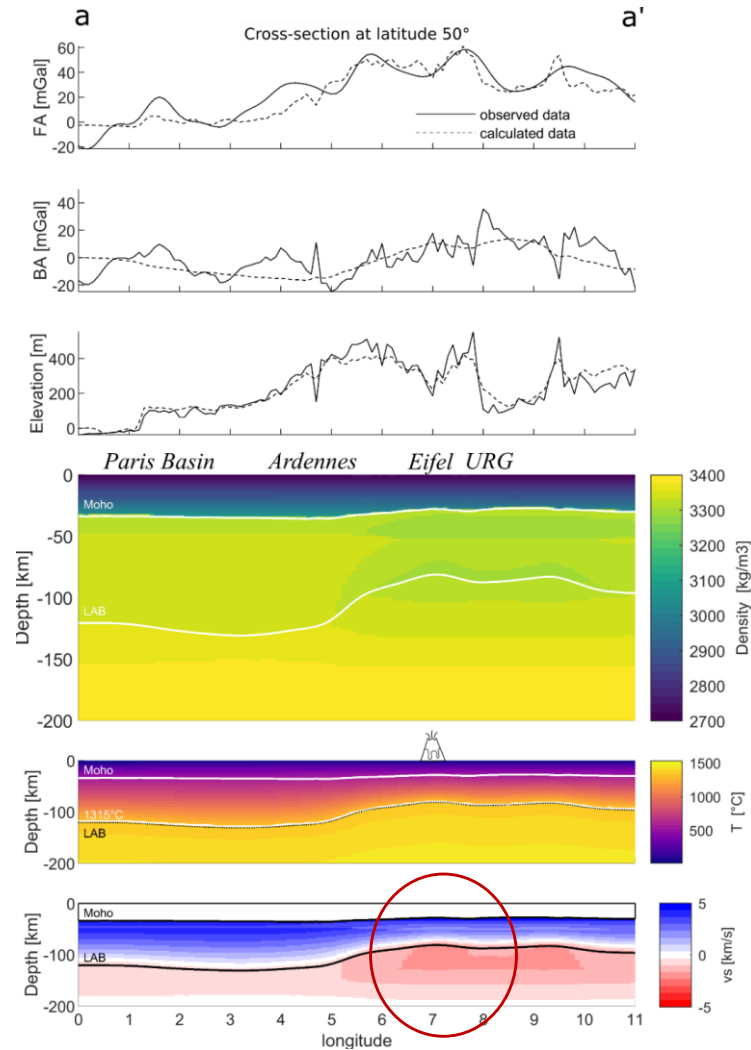 a a'
Cross-section at latitude 50°
FA [mGal]
60
40
20
0
-20
observed data
calculated data
BA [mGal]
40
20
0
-20
Elevation [m]
400
200
0
Paris Basin Ardennes Eifel URG
Depth [km]
0
-50
-100
-150
-200
Moho
LAB
3400
3300
3200
3100
3000
2900
2800
2700
Density [kg/m3]
Depth [km]
0
-100
-200
Moho
1315°C
LAB
1500
1000
500
T [°C]
Depth [km]
0
-100
-200
Moho
LAB
5
0
-5
vs [km/s]
0 1 2 3 4 5 6 7 8 9 10 11
longitude